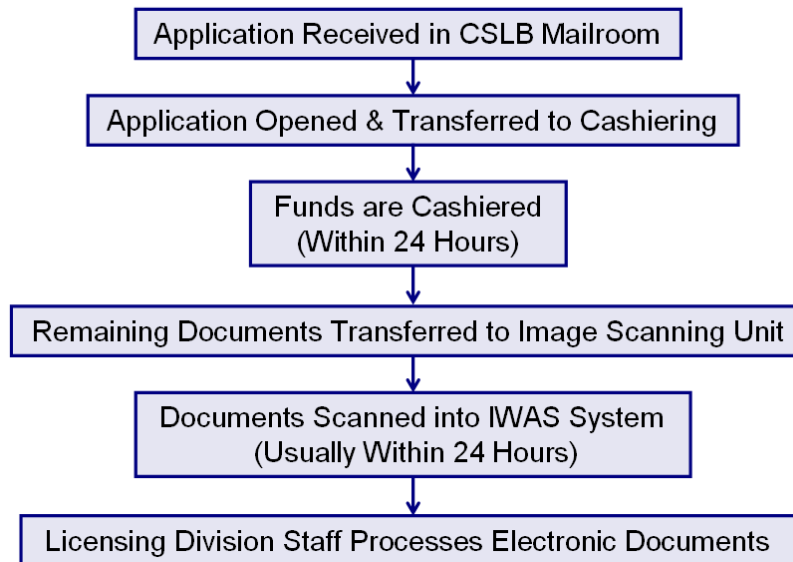 Application Received in CSLB Mailroom
Application Opened & Transferred to Cashiering
Funds are Cashiered
(Within 24 Hours)
Remaining Documents Transferred to Image Scanning Unit
Documents Scanned into IWAS System
(Usually Within 24 Hours)
Licensing Division Staff Processes Electronic Documents